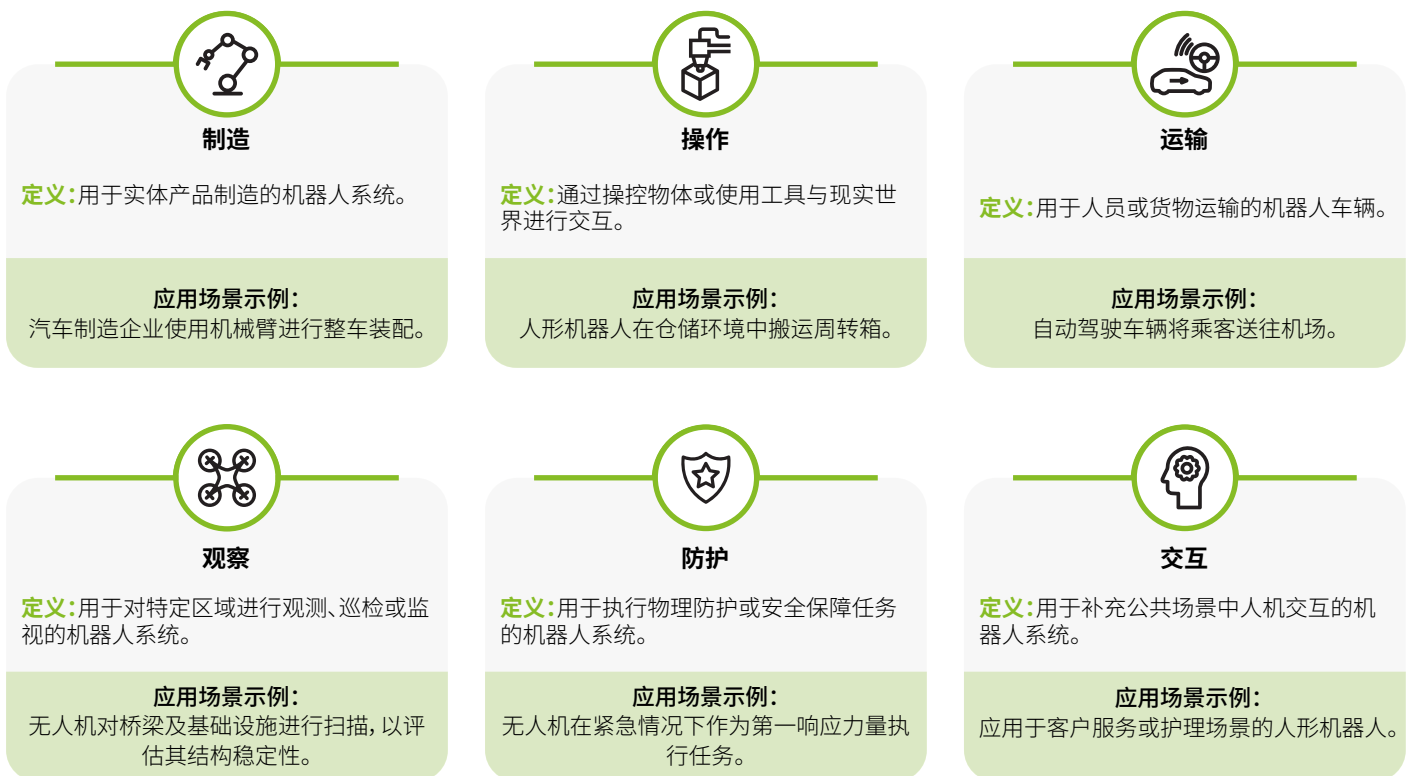 制造
定义:用于实体产品制造的机器人系统。
应用场景示例:
汽车制造企业使用机械臂进行整车装配。
操作
定义:通过操控物体或使用工具与现实世
界进行交互。
应用场景示例:
人形机器人在仓储环境中搬运周转箱。
运输
定义:用于人员或货物运输的机器人车辆。
应用场景示例:
自动驾驶车辆将乘客送往机场。
观察
定义:用于对特定区域进行观测、巡检或监
视的机器人系统。
应用场景示例:
无人机对桥梁及基础设施进行扫描,以评
估其结构稳定性。
防护
定义:用于执行物理防护或安全保障任务
的机器人系统。
应用场景示例:
无人机在紧急情况下作为第一响应力量执
行任务。
交互
定义:用于补充公共场景中人机交互的机
器人系统。
应用场景示例:
应用于客户服务或护理场景的人形机器人。